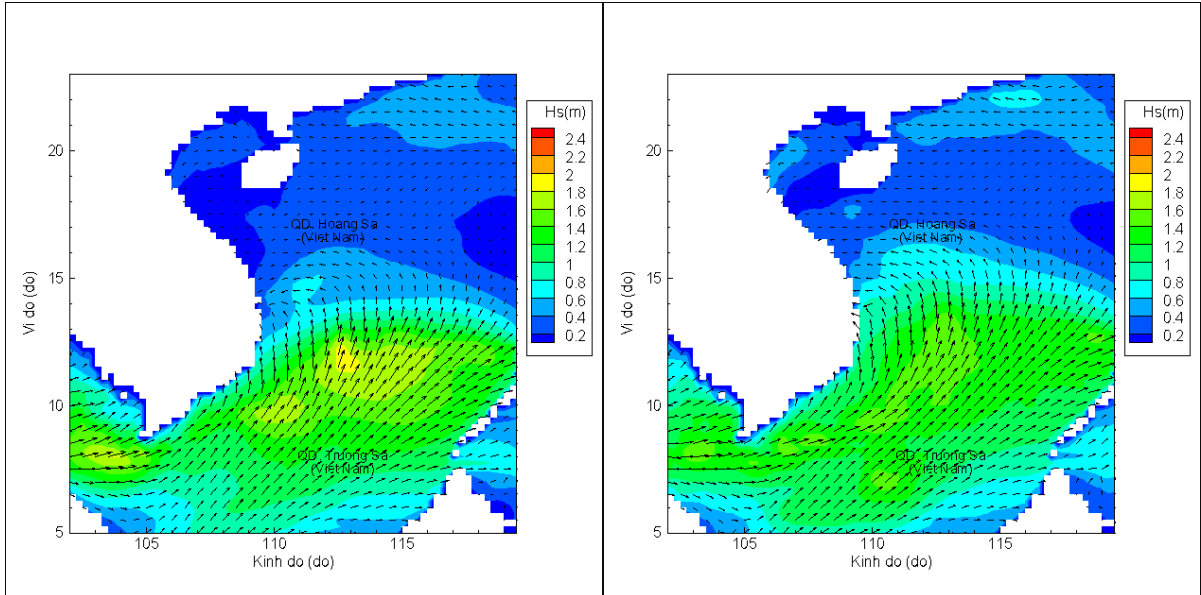 Hs(m)
2.4
2.2
2
1.8
1.6
1.4
1.2
1
0.8
0.6
0.4
0.2
20
15
10
5
Vi do (do)
QD. Hoang Sa
(Viet Nam)
QD. Truong Sa
(Viet Nam)
105
110
115
Kinh do (do)
Hs(m)
2.4
2.2
2
1.8
1.6
1.4
1.2
1
0.8
0.6
0.4
0.2
20
15
10
5
Vi do (do)
QD. Hoang Sa
(Viet Nam)
QD. Truong Sa
(Viet Nam)
105
110
115
Kinh do (do)